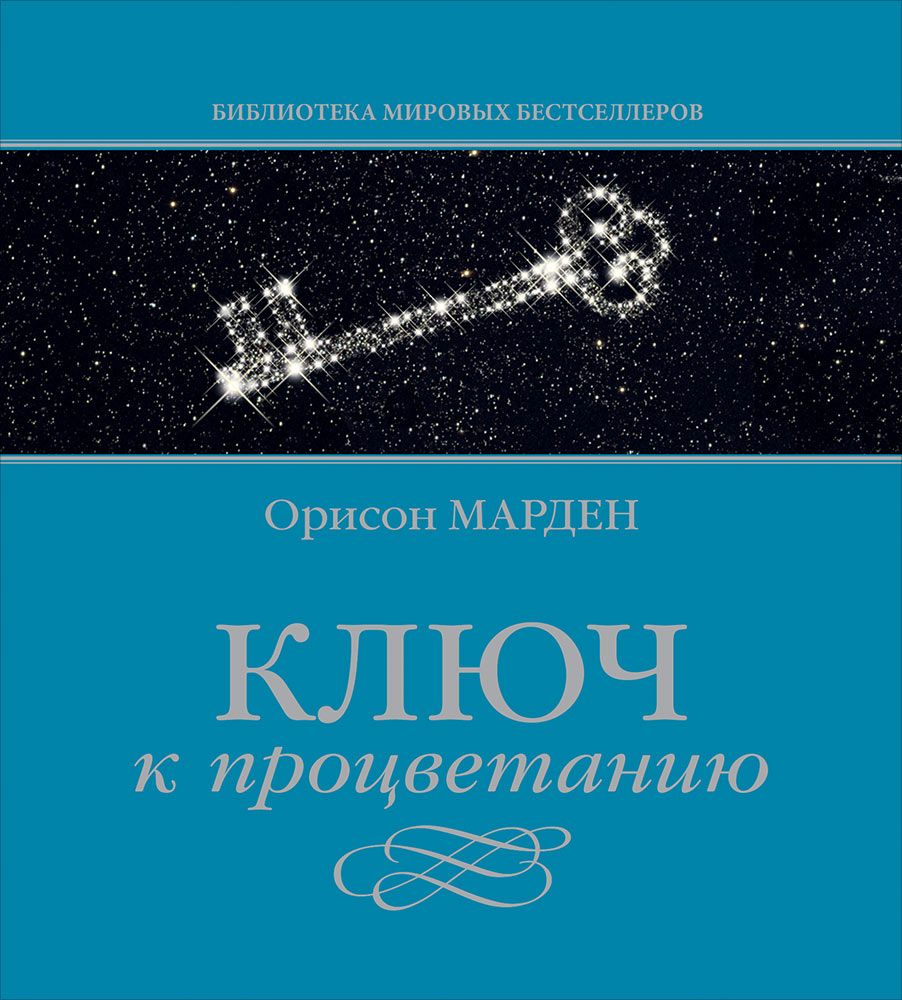 БИБЛИОТЕКА МИРОВЫХ БЕСТСЕЛЛЕРОВ
Орисон МАРДЕН
КЛЮЧ
к процветанию